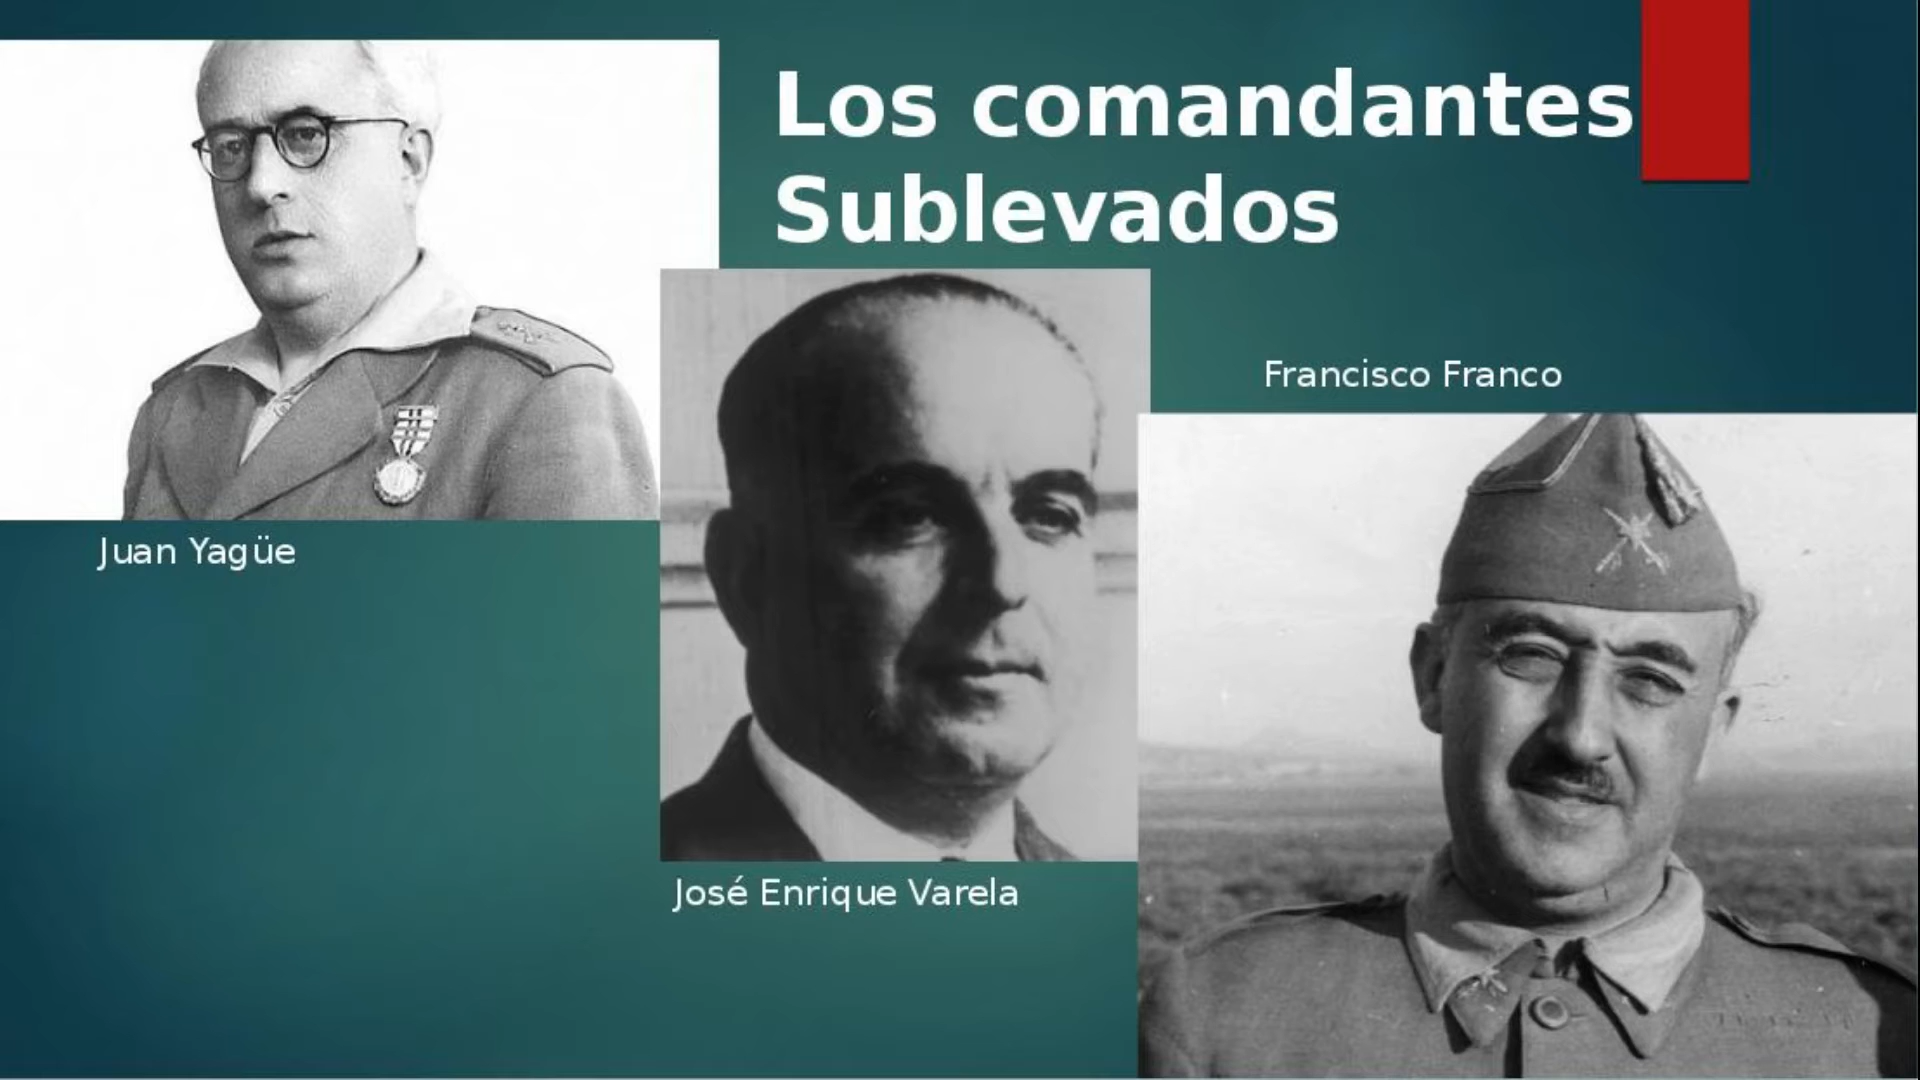 Los comandantes
Sublevados
Francisco Franco
Juan Yagüe
José Enrique Varela